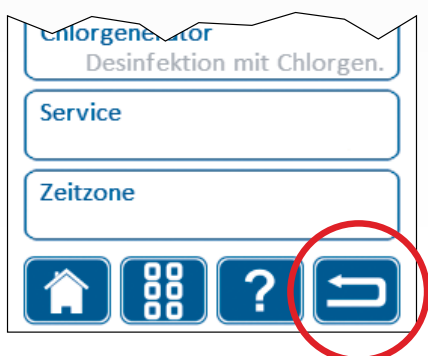 Chlorgenerator
Desinfektion mit Chlorgen.
Service
Zeitzone
?